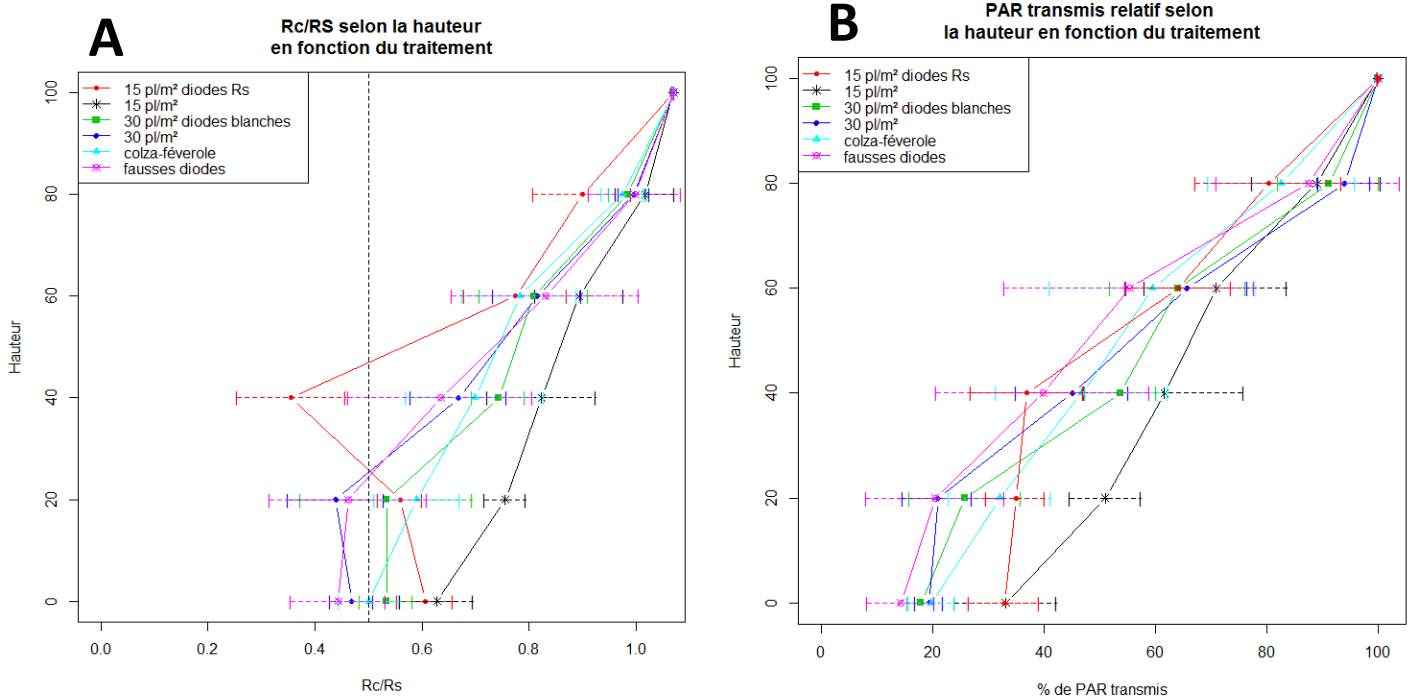 A
Rc/RS selon la hauteur
en fonction du traitement
15 pl/m² diodes Rs
15 pl/m²
30 pl/m² diodes blanches
30 pl/m²
colza-féverole
fausses diodes
Hauteur
100
80
60
40
20
0
0.0 0.2 0.4 0.6 0.8 1.0
Rc/Rs
B
PAR transmis relatif selon
la hauteur en fonction du traitement
15 pl/m² diodes Rs
15 pl/m²
30 pl/m² diodes blanches
30 pl/m²
colza-féverole
fausses diodes
Hauteur
100
80
60
40
20
0
0 20 40 60 80 100
% de PAR transmis